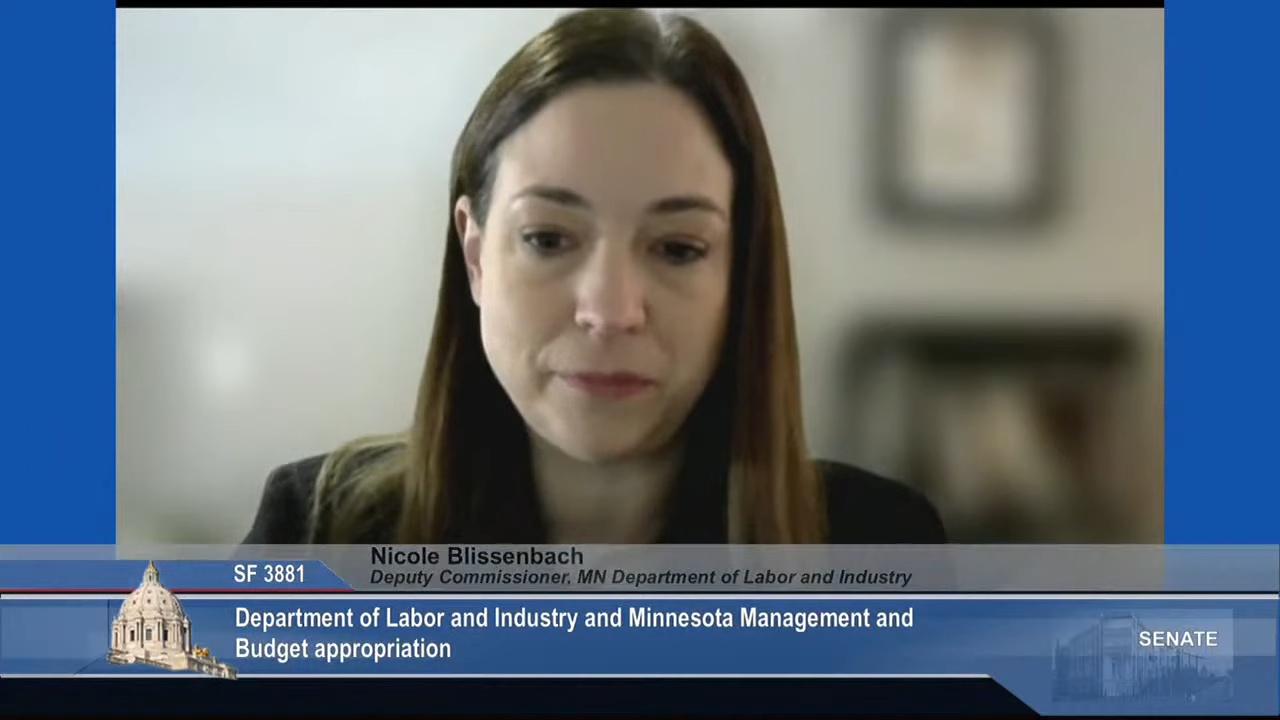 Nicole Blissenbach
SF 3881
Deputy Commissioner, MN Department of Labor and Industry
Department of Labor and Industry and Minnesota Management and
Budget appropriation
SENATE